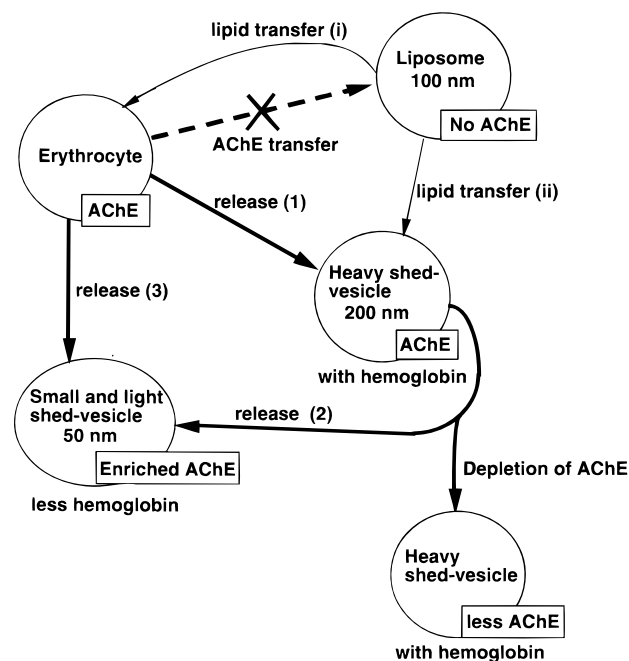 lipid transfer (i)
Liposome
100 nm
No AChE
AChE transfer
Erythrocyte
AChE
lipid transfer (ii)
release (1)
release (3)
Heavy shed-
vesicle
200 nm
AChE
with hemoglobin
Small and light
shed-vesicle
50 nm
Enriched AChE
less hemoglobin
release (2)
Depletion of AChE
Heavy
shed-vesicle
less AChE
with hemoglobin